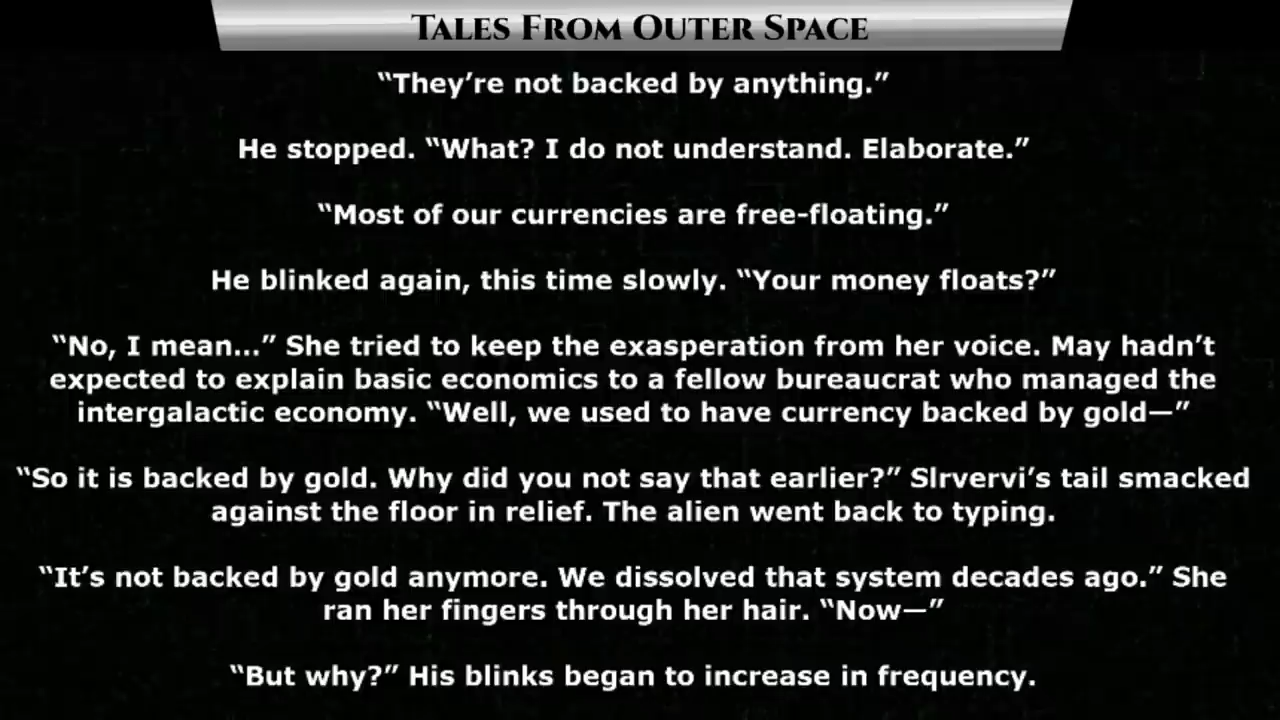 Tales From Outer Space
“They’re not backed by anything.”
He stopped. “What? I do not understand. Elaborate.”
“Most of our currencies are free-floating.”
He blinked again, this time slowly. “Your money floats?”
“No, I mean...” She tried to keep the exasperation from her voice. May hadn’t
expected to explain basic economics to a fellow bureaucrat who managed the
intergalactic economy. “Well, we used to have currency backed by gold—”
“So it is backed by gold. Why did you not say that earlier?” Slrvervi’s tail smacked
against the floor in relief. The alien went back to typing.
“It’s not backed by gold anymore. We dissolved that system decades ago.” She
ran her fingers through her hair. “Now—”
“But why?” His blinks began to increase in frequency.